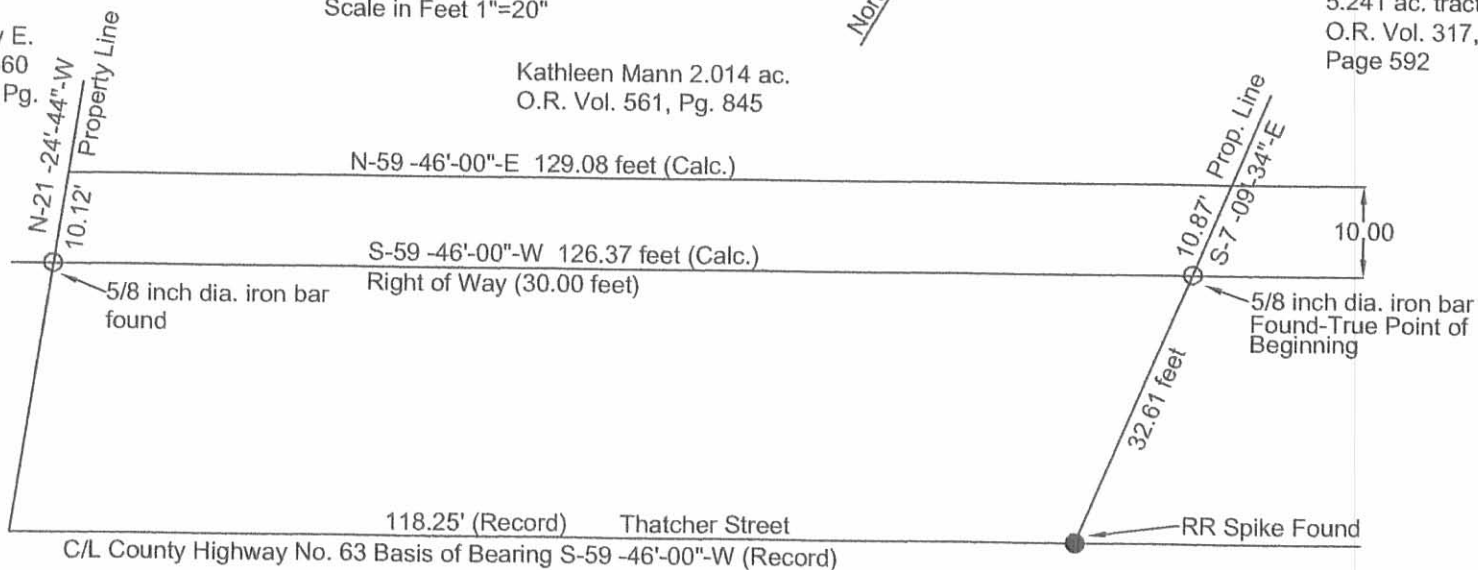 Scale in Feet 1"=20"
5.241 ac. tract
O.R. Vol. 317,
Page 592
E.
60
Pg.
Kathleen Mann 2.014 ac.
O.R. Vol. 561, Pg. 845
N-21 -24'-44"-W
Property Line
10.12'
N-59 -46'-00"-E 129.08 feet (Calc.)
Prop. Line
10.87'
S-7 -09'-34"-E
10.00
S-59 -46'-00"-W 126.37 feet (Calc.)
Right of Way (30.00 feet)
5/8 inch dia. iron bar
found
5/8 inch dia. iron bar
Found-True Point of
Beginning
32.61 feet
118.25' (Record) Thatcher Street
RR Spike Found
C/L County Highway No. 63 Basis of Bearing S-59 -46'-00"-W (Record)